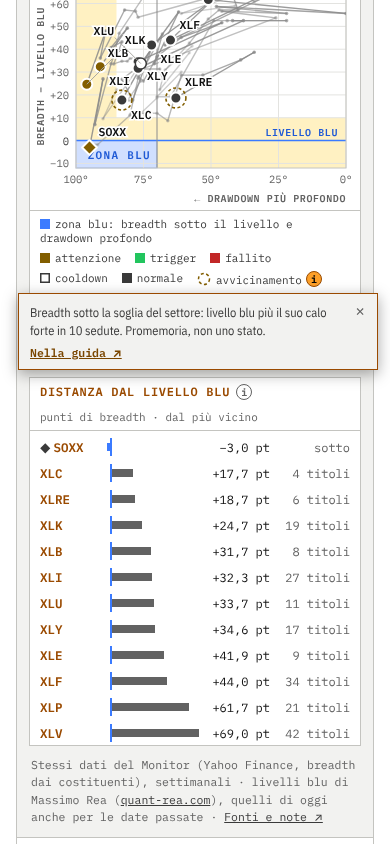 +60
+50
+40
+30
+20
+10
0
−10
BREADTH − LIVELLO BLU
XLU
XLK
XLF
XLB
XLE
XLI
XLY
XLRE
XLC
SOXX
LIVELLO BLU
ZONA BLU
100° 75° 50° 25° 0°
← DRAWDOWN PIÙ PROFONDO
zona blu: breadth sotto il livello e
drawdown profondo
attenzione trigger fallito
cooldown normale avvicinamento i
Breadth sotto la soglia del settore: livello blu più il suo calo ×
forte in 10 sedute. Promemoria, non uno stato.
Nella guida ↗
DISTANZA DAL LIVELLO BLU i
punti di breadth · dal più vicino
◆ SOXX −3,0 pt sotto
XLC +17,7 pt 4 titoli
XLRE +18,7 pt 6 titoli
XLK +24,7 pt 19 titoli
XLB +31,7 pt 8 titoli
XLI +32,3 pt 27 titoli
XLU +33,7 pt 11 titoli
XLY +34,6 pt 17 titoli
XLE +41,9 pt 9 titoli
XLF +44,0 pt 34 titoli
XLP +61,7 pt 21 titoli
XLV +69,0 pt 42 titoli
Stessi dati del Monitor (Yahoo Finance, breadth
dai costituenti), settimanali · livelli blu di
Massimo Rea (quant-rea.com), quelli di oggi
anche per le date passate · Fonti e note ↗